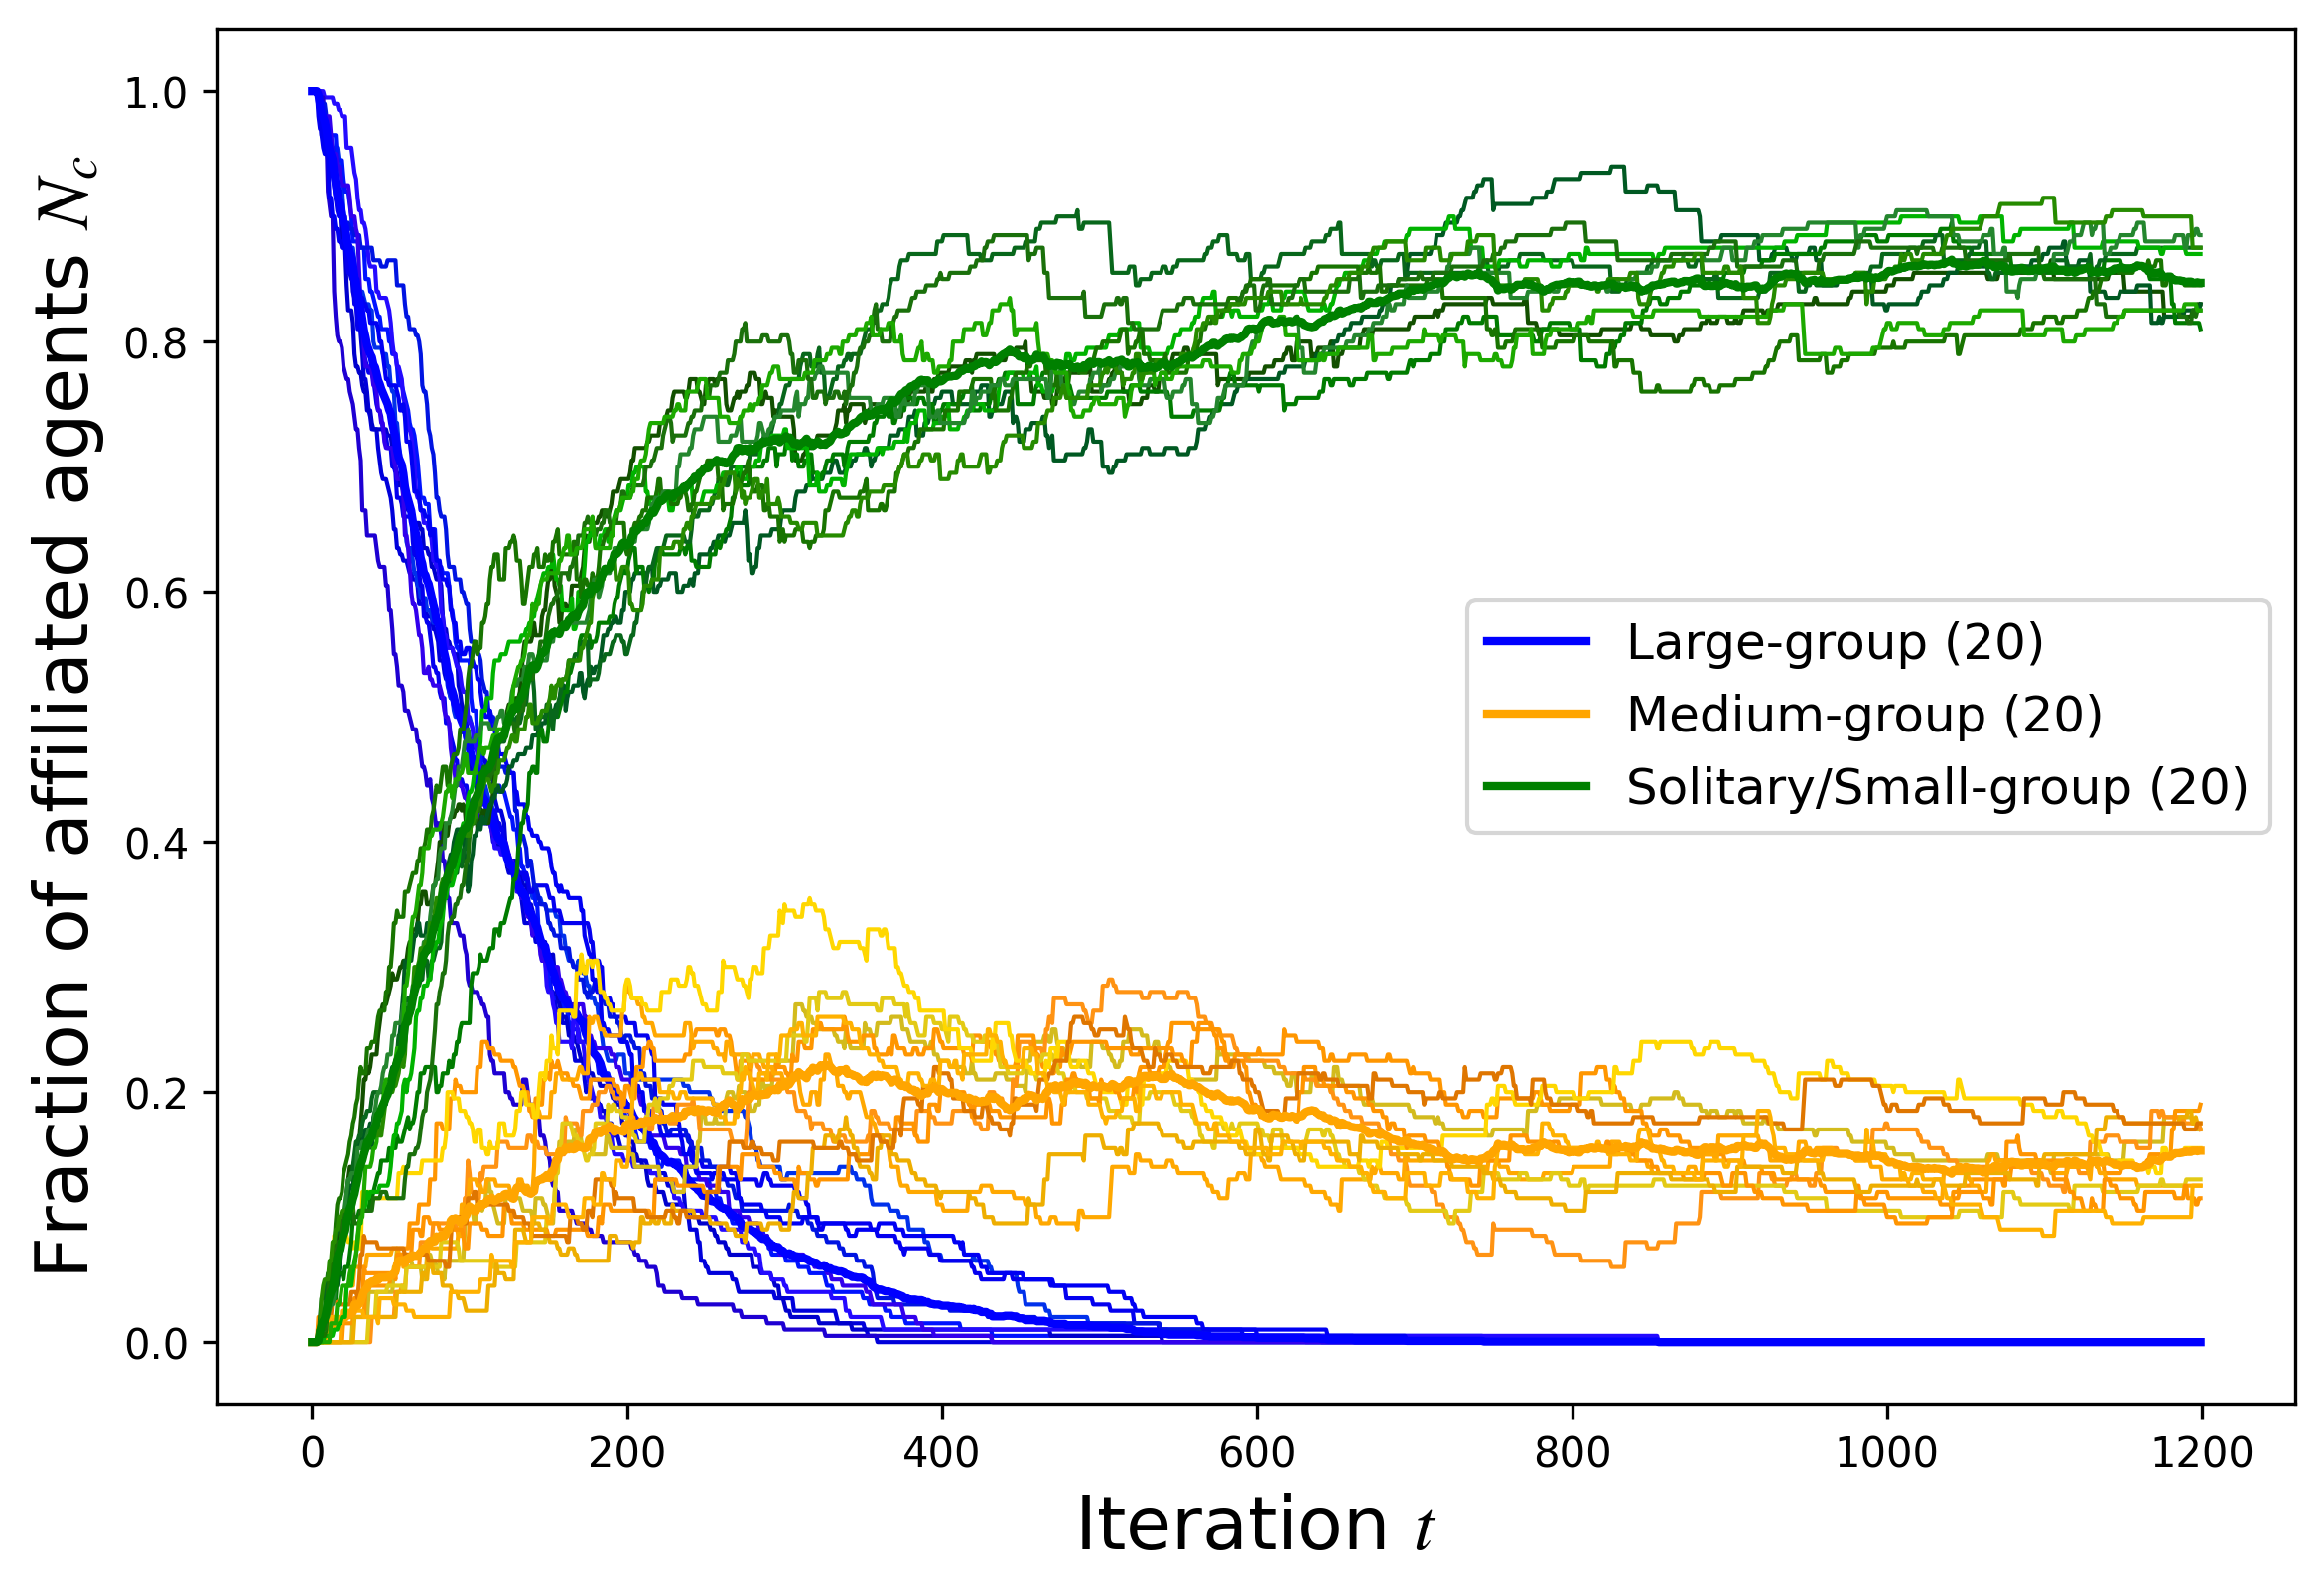 Fraction of affiliated agents N_c
1.0
0.8
0.6
0.4
0.2
0.0
Large-group (20)
Medium-group (20)
Solitary/Small-group (20)
0 200 400 600 800 1000 1200
Iteration t